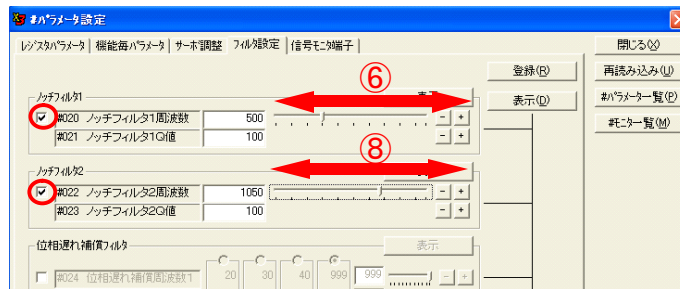 #パラメータ設定
レジスタパラメータ 機能毎パラメータ サーボ調整 フィルタ設定 信号モニタ端子
閉じる(X)
登録(R) 再読み込み(U)
⑥
ノッチフィルタ1 表示(D) #パラメータ一覧(P)
#020 ノッチフィルタ1周波数 500 - +
#モニター覧(M)
#021 ノッチフィルタ1Q値 100 - +
⑧
ノッチフィルタ2
#022 ノッチフィルタ2周波数 1050 - +
#023 ノッチフィルタ2Q値 100 - +
位相遅れ補償フィルタ 表示
#024 位相遅れ補償周波数1 20 30 40 999 999 - +